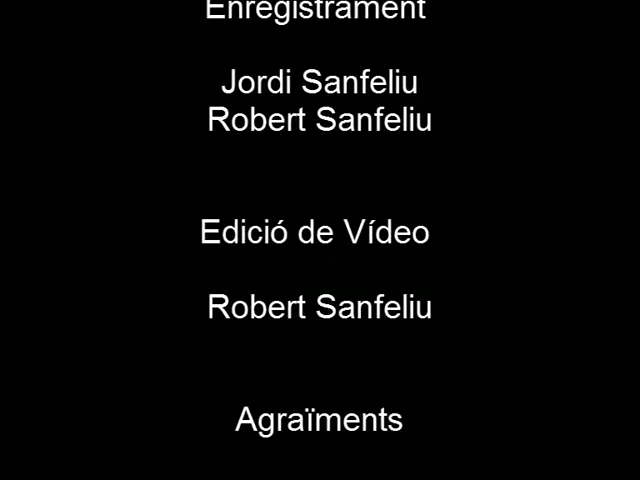 Enregistrament
Jordi Sanfeliu
Robert Sanfeliu
Edició de Vídeo
Robert Sanfeliu
Agraïments